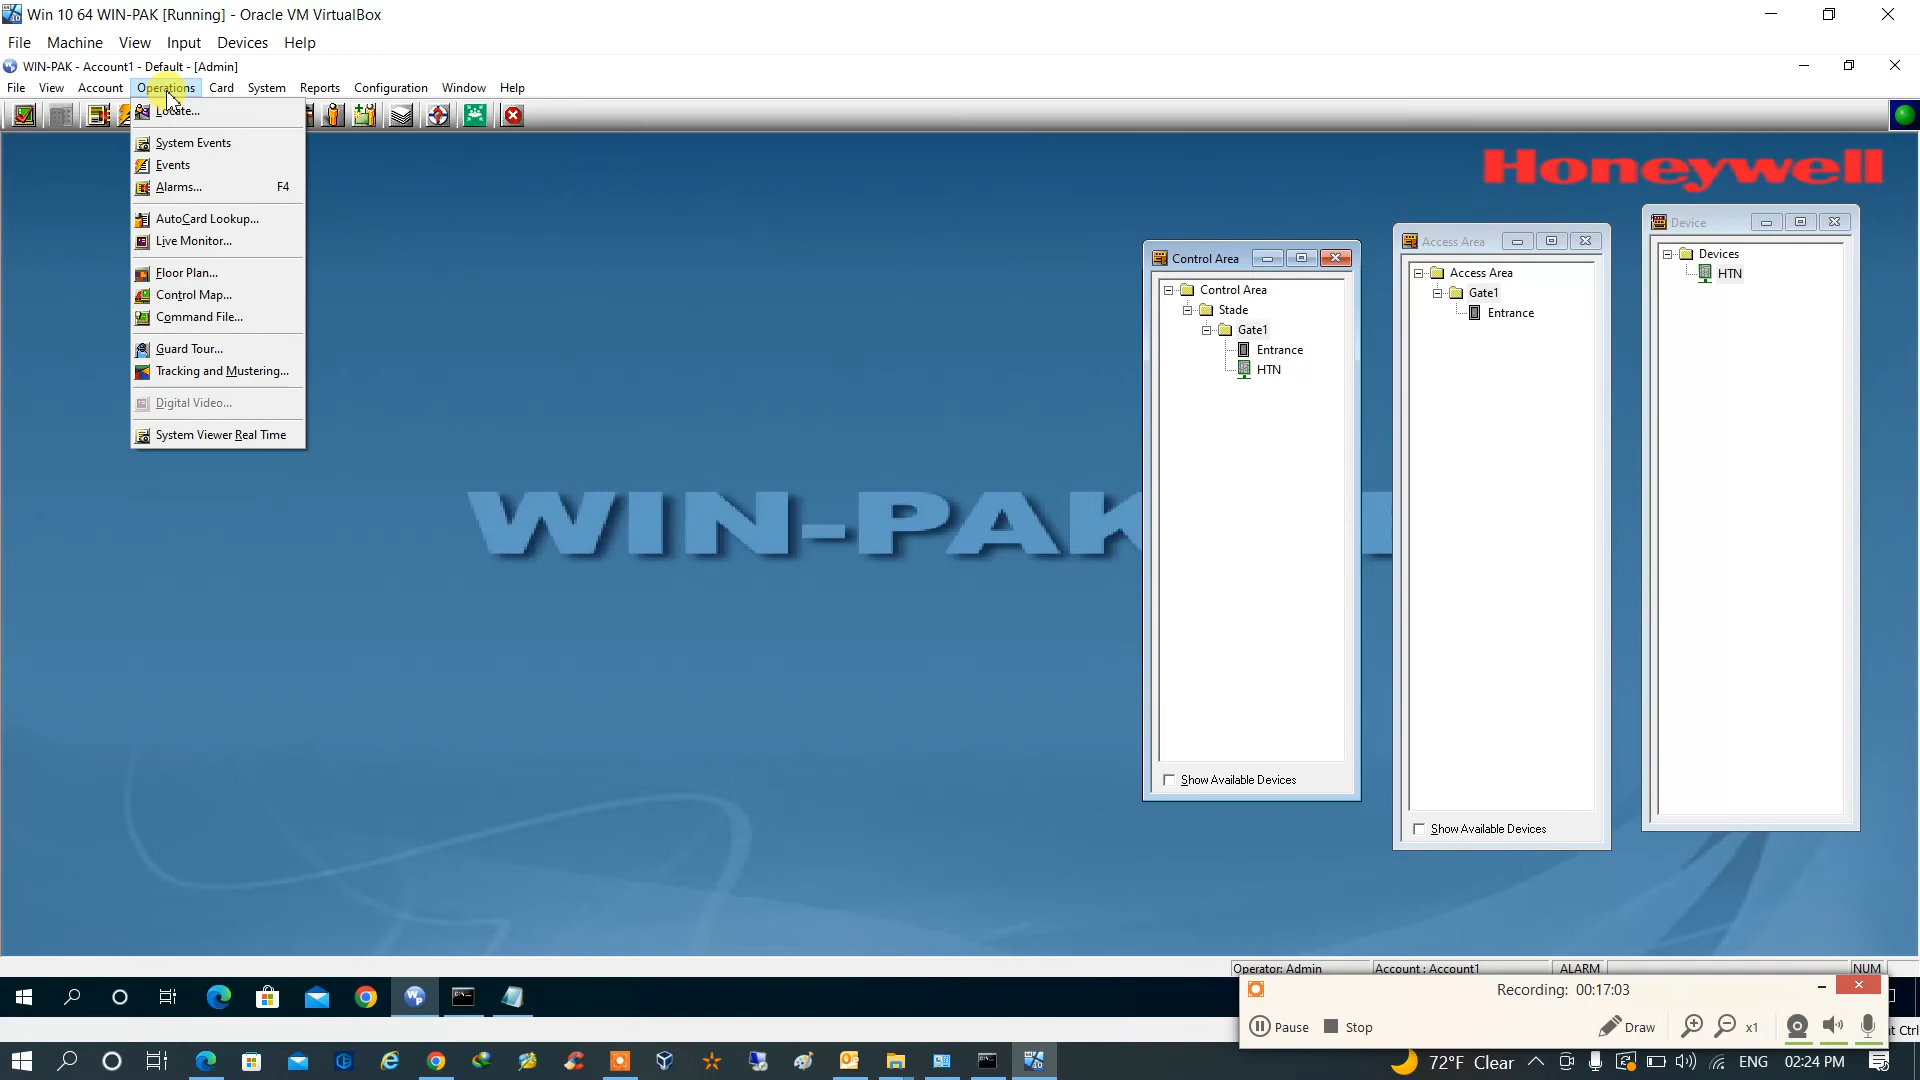 Win 10 64 WIN-PAK [Running] - Oracle VM VirtualBox
File Machine View Input Devices Help
WIN-PAK - Account1 - Default - [Admin]
File View Account Operations Card System Reports Configuration Window Help
Locate...
System Events
Events
Alarms... F4
AutoCard Lookup...
Live Monitor...
Floor Plan...
Control Map...
Command File...
Guard Tour...
Tracking and Mustering...
Digital Video...
System Viewer Real Time
Honeywell
WIN-PAK
Control Area
Control Area
Stade
Gate1
Entrance
HTN
Show Available Devices
Access Area
Access Area
Gate1
Entrance
Show Available Devices
Device
Devices
HTN
Operator: Admin Account : Account1 ALARM NUM
Recording: 00:17:03
Pause Stop Draw x1
Ctrl
72°F Clear ENG 02:24 PM